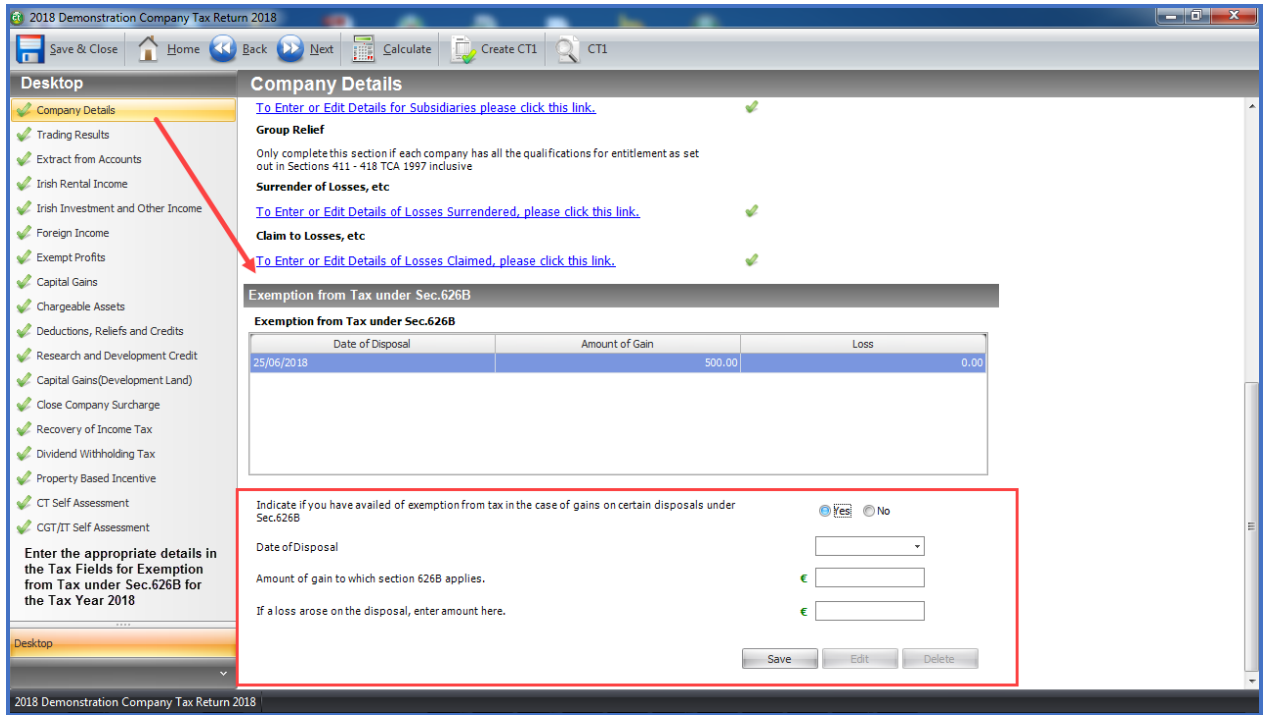 2018 Demonstration Company Tax Return 2018
Save & Close Home Back Next Calculate Create CT1 CT1
Desktop
Company Details
Trading Results
Extract from Accounts
Irish Rental Income
Irish Investment and Other Income
Foreign Income
Exempt Profits
Capital Gains
Chargeable Assets
Deductions, Reliefs and Credits
Research and Development Credit
Capital Gains(Development Land)
Close Company Surcharge
Recovery of Income Tax
Dividend Withholding Tax
Property Based Incentive
CT Self Assessment
CGT/IT Self Assessment
Enter the appropriate details in
the Tax Fields for Exemption
from Tax under Sec.626B for
the Tax Year 2018
Desktop
Company Details
To Enter or Edit Details for Subsidiaries please click this link.
Group Relief
Only complete this section if each company has all the qualifications for entitlement as set
out in Sections 411 - 418 TCA 1997 inclusive
Surrender of Losses, etc
To Enter or Edit Details of Losses Surrendered, please click this link.
Claim to Losses, etc
To Enter or Edit Details of Losses Claimed, please click this link.
Exemption from Tax under Sec.626B
Exemption from Tax under Sec.626B
Date of Disposal Amount of Gain Loss
25/06/2018 500.00 0.00
Indicate if you have availed of exemption from tax in the case of gains on certain disposals under
Sec.626B
Yes No
Date of Disposal
Amount of gain to which section 626B applies. €
If a loss arose on the disposal, enter amount here. €
Save Edit Delete
2018 Demonstration Company Tax Return 2018